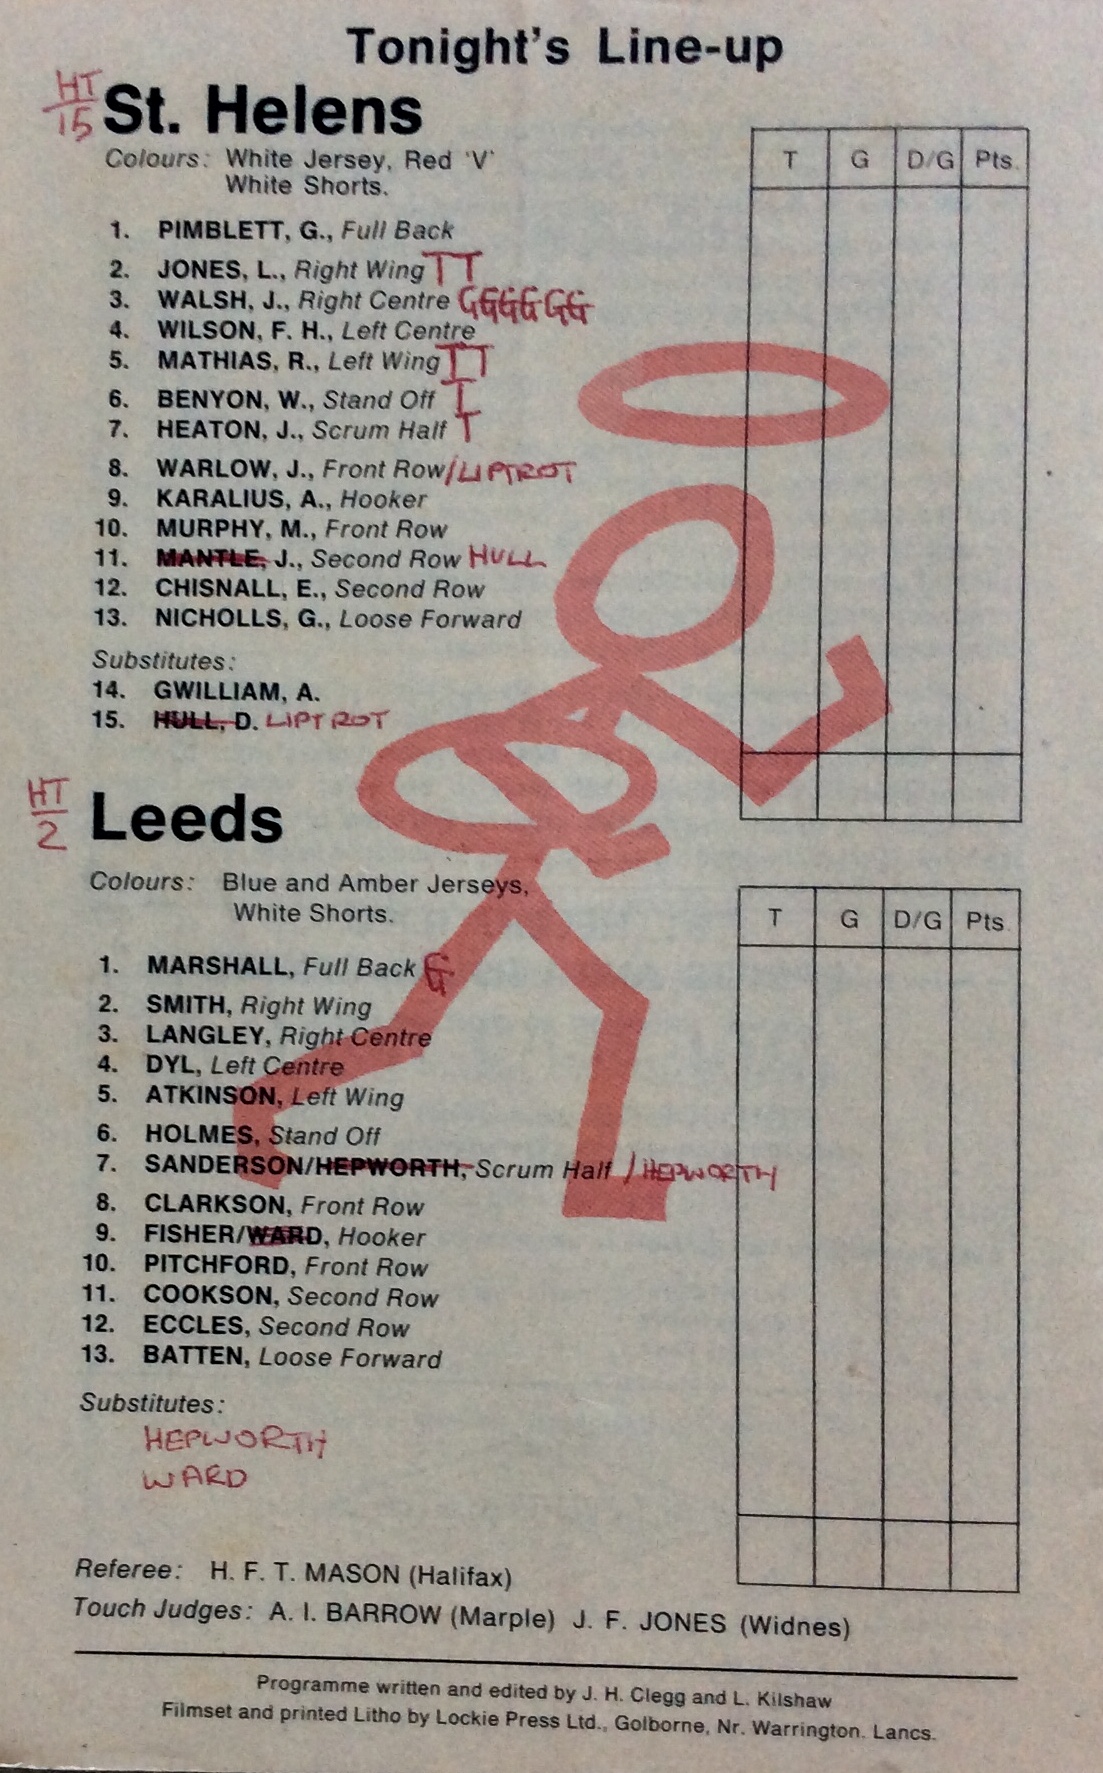 Tonight's Line-up
HT
15
St. Helens
Colours: White Jersey, Red 'V'
White Shorts.
T G D/G Pts.
1. PIMBLETT, G., Full Back
2. JONES, L., Right Wing TT
3. WALSH, J., Right Centre GGGGGG
4. WILSON, F. H., Left Centre
5. MATHIAS, R., Left Wing TT
6. BENYON, W., Stand Off T
7. HEATON, J., Scrum Half T
8. WARLOW, J., Front Row /LIPTROT
9. KARALIUS, A., Hooker
10. MURPHY, M., Front Row
11. MANTLE, J., Second Row HULL
12. CHISNALL, E., Second Row
13. NICHOLLS, G., Loose Forward
Substitutes:
14. GWILLIAM, A.
15. HULL, D. LIPTROT
HT
2
Leeds
Colours: Blue and Amber Jerseys,
White Shorts.
T G D/G Pts.
1. MARSHALL, Full Back G
2. SMITH, Right Wing
3. LANGLEY, Right Centre
4. DYL, Left Centre
5. ATKINSON, Left Wing
6. HOLMES, Stand Off
7. SANDERSON/HEPWORTH, Scrum Half /HEPWORTH
8. CLARKSON, Front Row
9. FISHER/WARD, Hooker
10. PITCHFORD, Front Row
11. COOKSON, Second Row
12. ECCLES, Second Row
13. BATTEN, Loose Forward
Substitutes:
HEPWORTH
WARD
Referee: H. F. T. MASON (Halifax)
Touch Judges: A. I. BARROW (Marple) J. F. JONES (Widnes)
Programme written and edited by J. H. Clegg and L. Kilshaw
Filmset and printed Litho by Lockie Press Ltd., Golborne, Nr. Warrington. Lancs.